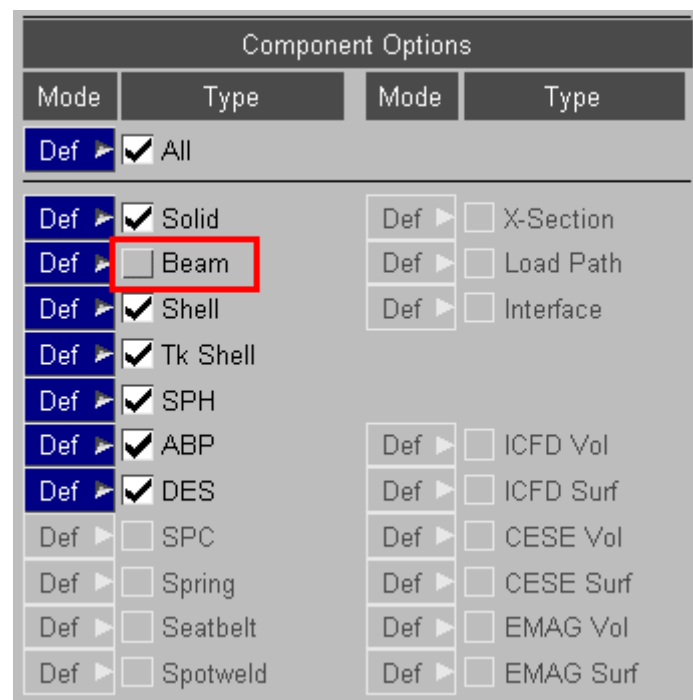 Component Options
Mode Type Mode Type
Def All
Def Solid Def X-Section
Def Beam Def Load Path
Def Shell Def Interface
Def Tk Shell
Def SPH
Def ABP Def ICFD Vol
Def DES Def ICFD Surf
Def SPC Def CESE Vol
Def Spring Def CESE Surf
Def Seatbelt Def EMAG Vol
Def Spotweld Def EMAG Surf